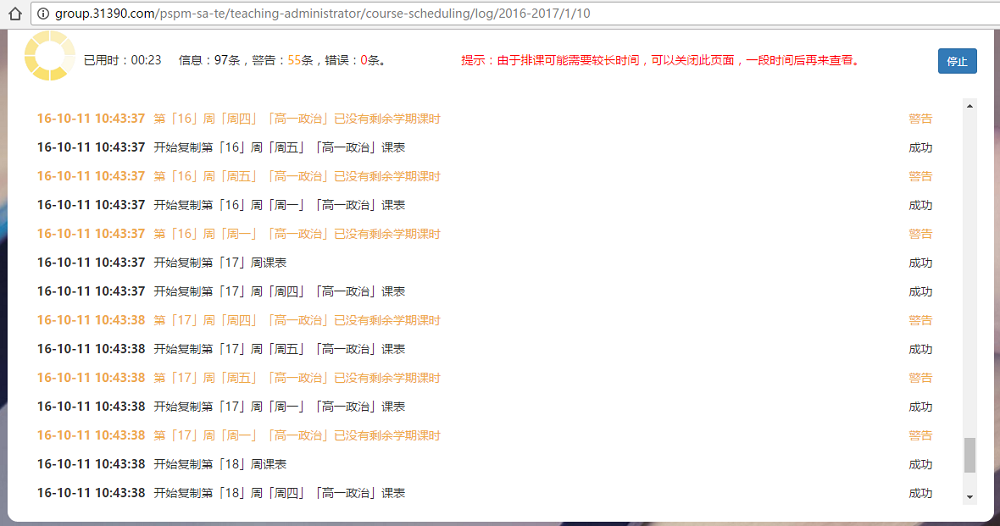 group.31390.com/pspm-sa-te/teaching-administrator/course-scheduling/log/2016-2017/1/10
已用时：00:23 信息：97条，警告：55条，错误：0条。 提示：由于排课可能需要较长时间，可以关闭此页面，一段时间后再来查看。 停止
16-10-11 10:43:37 第「16」周「周四」「高一政治」已没有剩余学期课时 警告
16-10-11 10:43:37 开始复制第「16」周「周五」「高一政治」课表 成功
16-10-11 10:43:37 第「16」周「周五」「高一政治」已没有剩余学期课时 警告
16-10-11 10:43:37 开始复制第「16」周「周一」「高一政治」课表 成功
16-10-11 10:43:37 第「16」周「周一」「高一政治」已没有剩余学期课时 警告
16-10-11 10:43:37 开始复制第「17」周课表 成功
16-10-11 10:43:37 开始复制第「17」周「周四」「高一政治」课表 成功
16-10-11 10:43:38 第「17」周「周四」「高一政治」已没有剩余学期课时 警告
16-10-11 10:43:38 开始复制第「17」周「周五」「高一政治」课表 成功
16-10-11 10:43:38 第「17」周「周五」「高一政治」已没有剩余学期课时 警告
16-10-11 10:43:38 开始复制第「17」周「周一」「高一政治」课表 成功
16-10-11 10:43:38 第「17」周「周一」「高一政治」已没有剩余学期课时 警告
16-10-11 10:43:38 开始复制第「18」周课表 成功
16-10-11 10:43:38 开始复制第「18」周「周四」「高一政治」课表 成功